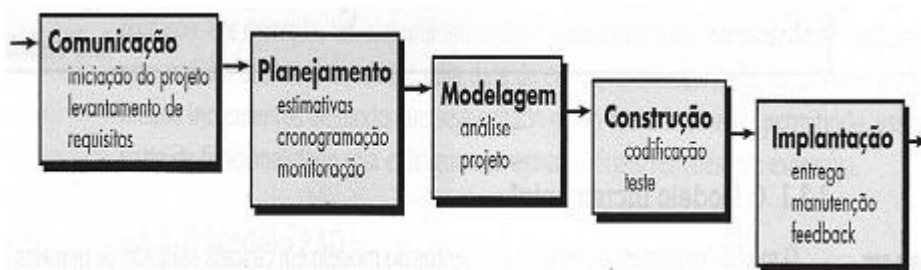 Comunicação
iniciação do projeto
levantamento de
requisitos
Planejamento
estimativas
cronogramação
monitoração
Modelagem
análise
projeto
Construção
codificação
teste
Implantação
entrega
manutenção
feedback